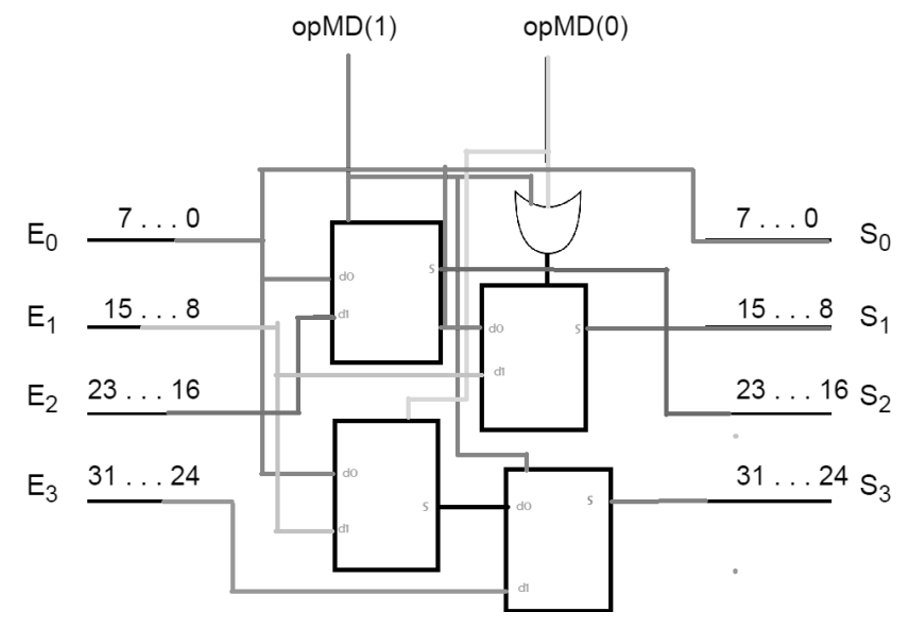 opMD(1) opMD(0)
E0 7 . . . 0 7 . . . 0 S0
d0 S
E1 15 . . . 8 d1 15 . . . 8 S1
d0 S
d1
E2 23 . . . 16 23 . . . 16 S2
E3 31 . . . 24 d0 31 . . . 24 S3
S d0 S
d1
d1